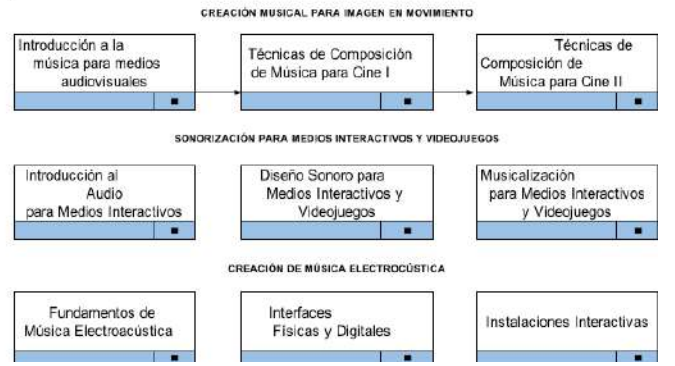 CREACIÓN MUSICAL PARA IMAGEN EN MOVIMIENTO
Introducción a la
música para medios
audiovisuales
Técnicas de Composición
de Música para Cine I
Técnicas de
Composición de
Música para Cine II
SONORIZACIÓN PARA MEDIOS INTERACTIVOS Y VIDEOJUEGOS
Introducción al
Audio
para Medios Interactivos
Diseño Sonoro para
Medios Interactivos y
Videojuegos
Musicalización
para Medios Interactivos
y Videojuegos
CREACIÓN DE MÚSICA ELECTROCÚSTICA
Fundamentos de
Música Electroacústica
Interfaces
Físicas y Digitales
Instalaciones Interactivas